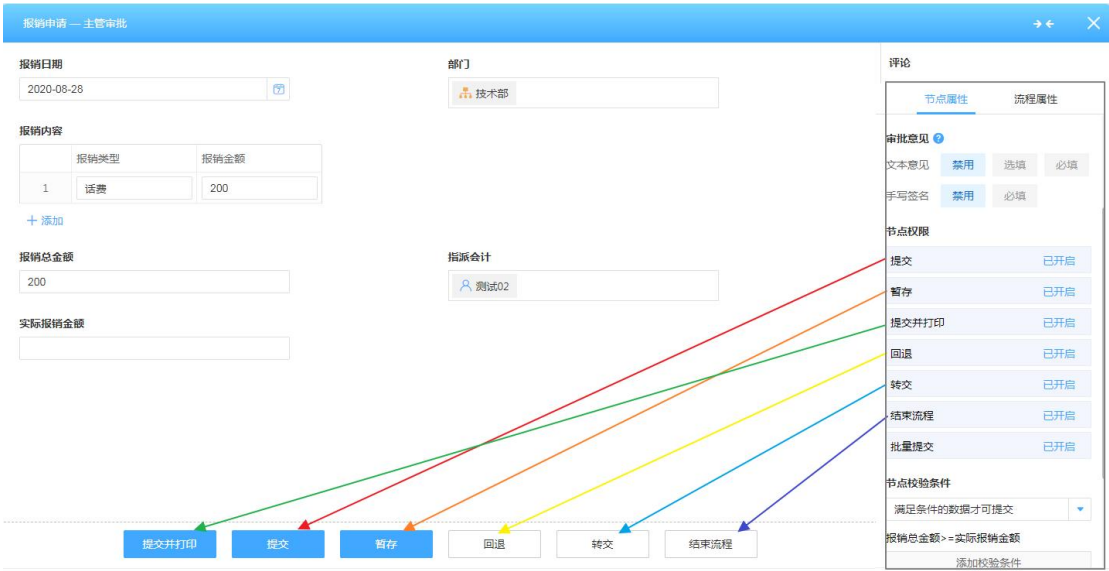 报销申请 — 主管审批
报销日期
2020-08-28
7
部门
技术部
报销内容
报销类型 报销金额
1 话费 200
添加
报销总金额
200
指派会计
测试02
实际报销金额
提交并打印 提交 暂存 回退 转交 结束流程
评论
节点属性 流程属性
审批意见 ?
文本意见 禁用 选填 必填
手写签名 禁用 必填
节点权限
提交 已开启
暂存 已开启
提交并打印 已开启
回退 已开启
转交 已开启
结束流程 已开启
批量提交 已开启
节点校验条件
满足条件的数据才可提交
报销总金额>=实际报销金额
添加校验条件